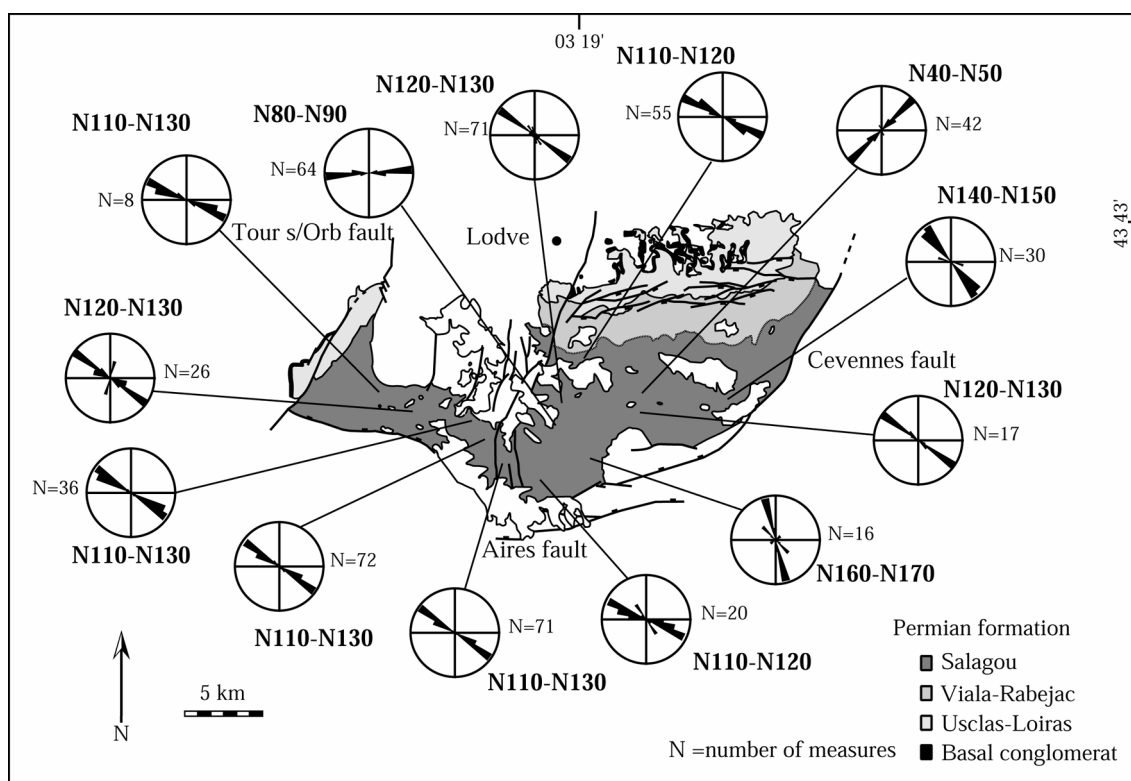 03 19'
N110-N120
N120-N130
N40-N50
N80-N90
N110-N130
N=55
N=71
N=42
N=64
N140-N150
N=8
43 43'
Tour s/Orb fault
Lodve
N=30
N120-N130
Cevennes fault
N=26
N120-N130
N=17
N=36
N=16
N110-N130
Aires fault
N=72
N160-N170
N=20
N=71
N110-N130
Permian formation
N110-N120
Salagou
N110-N130
5 km
Viala-Rabejac
Usclas-Loiras
N
N =number of measures
Basal conglomerat